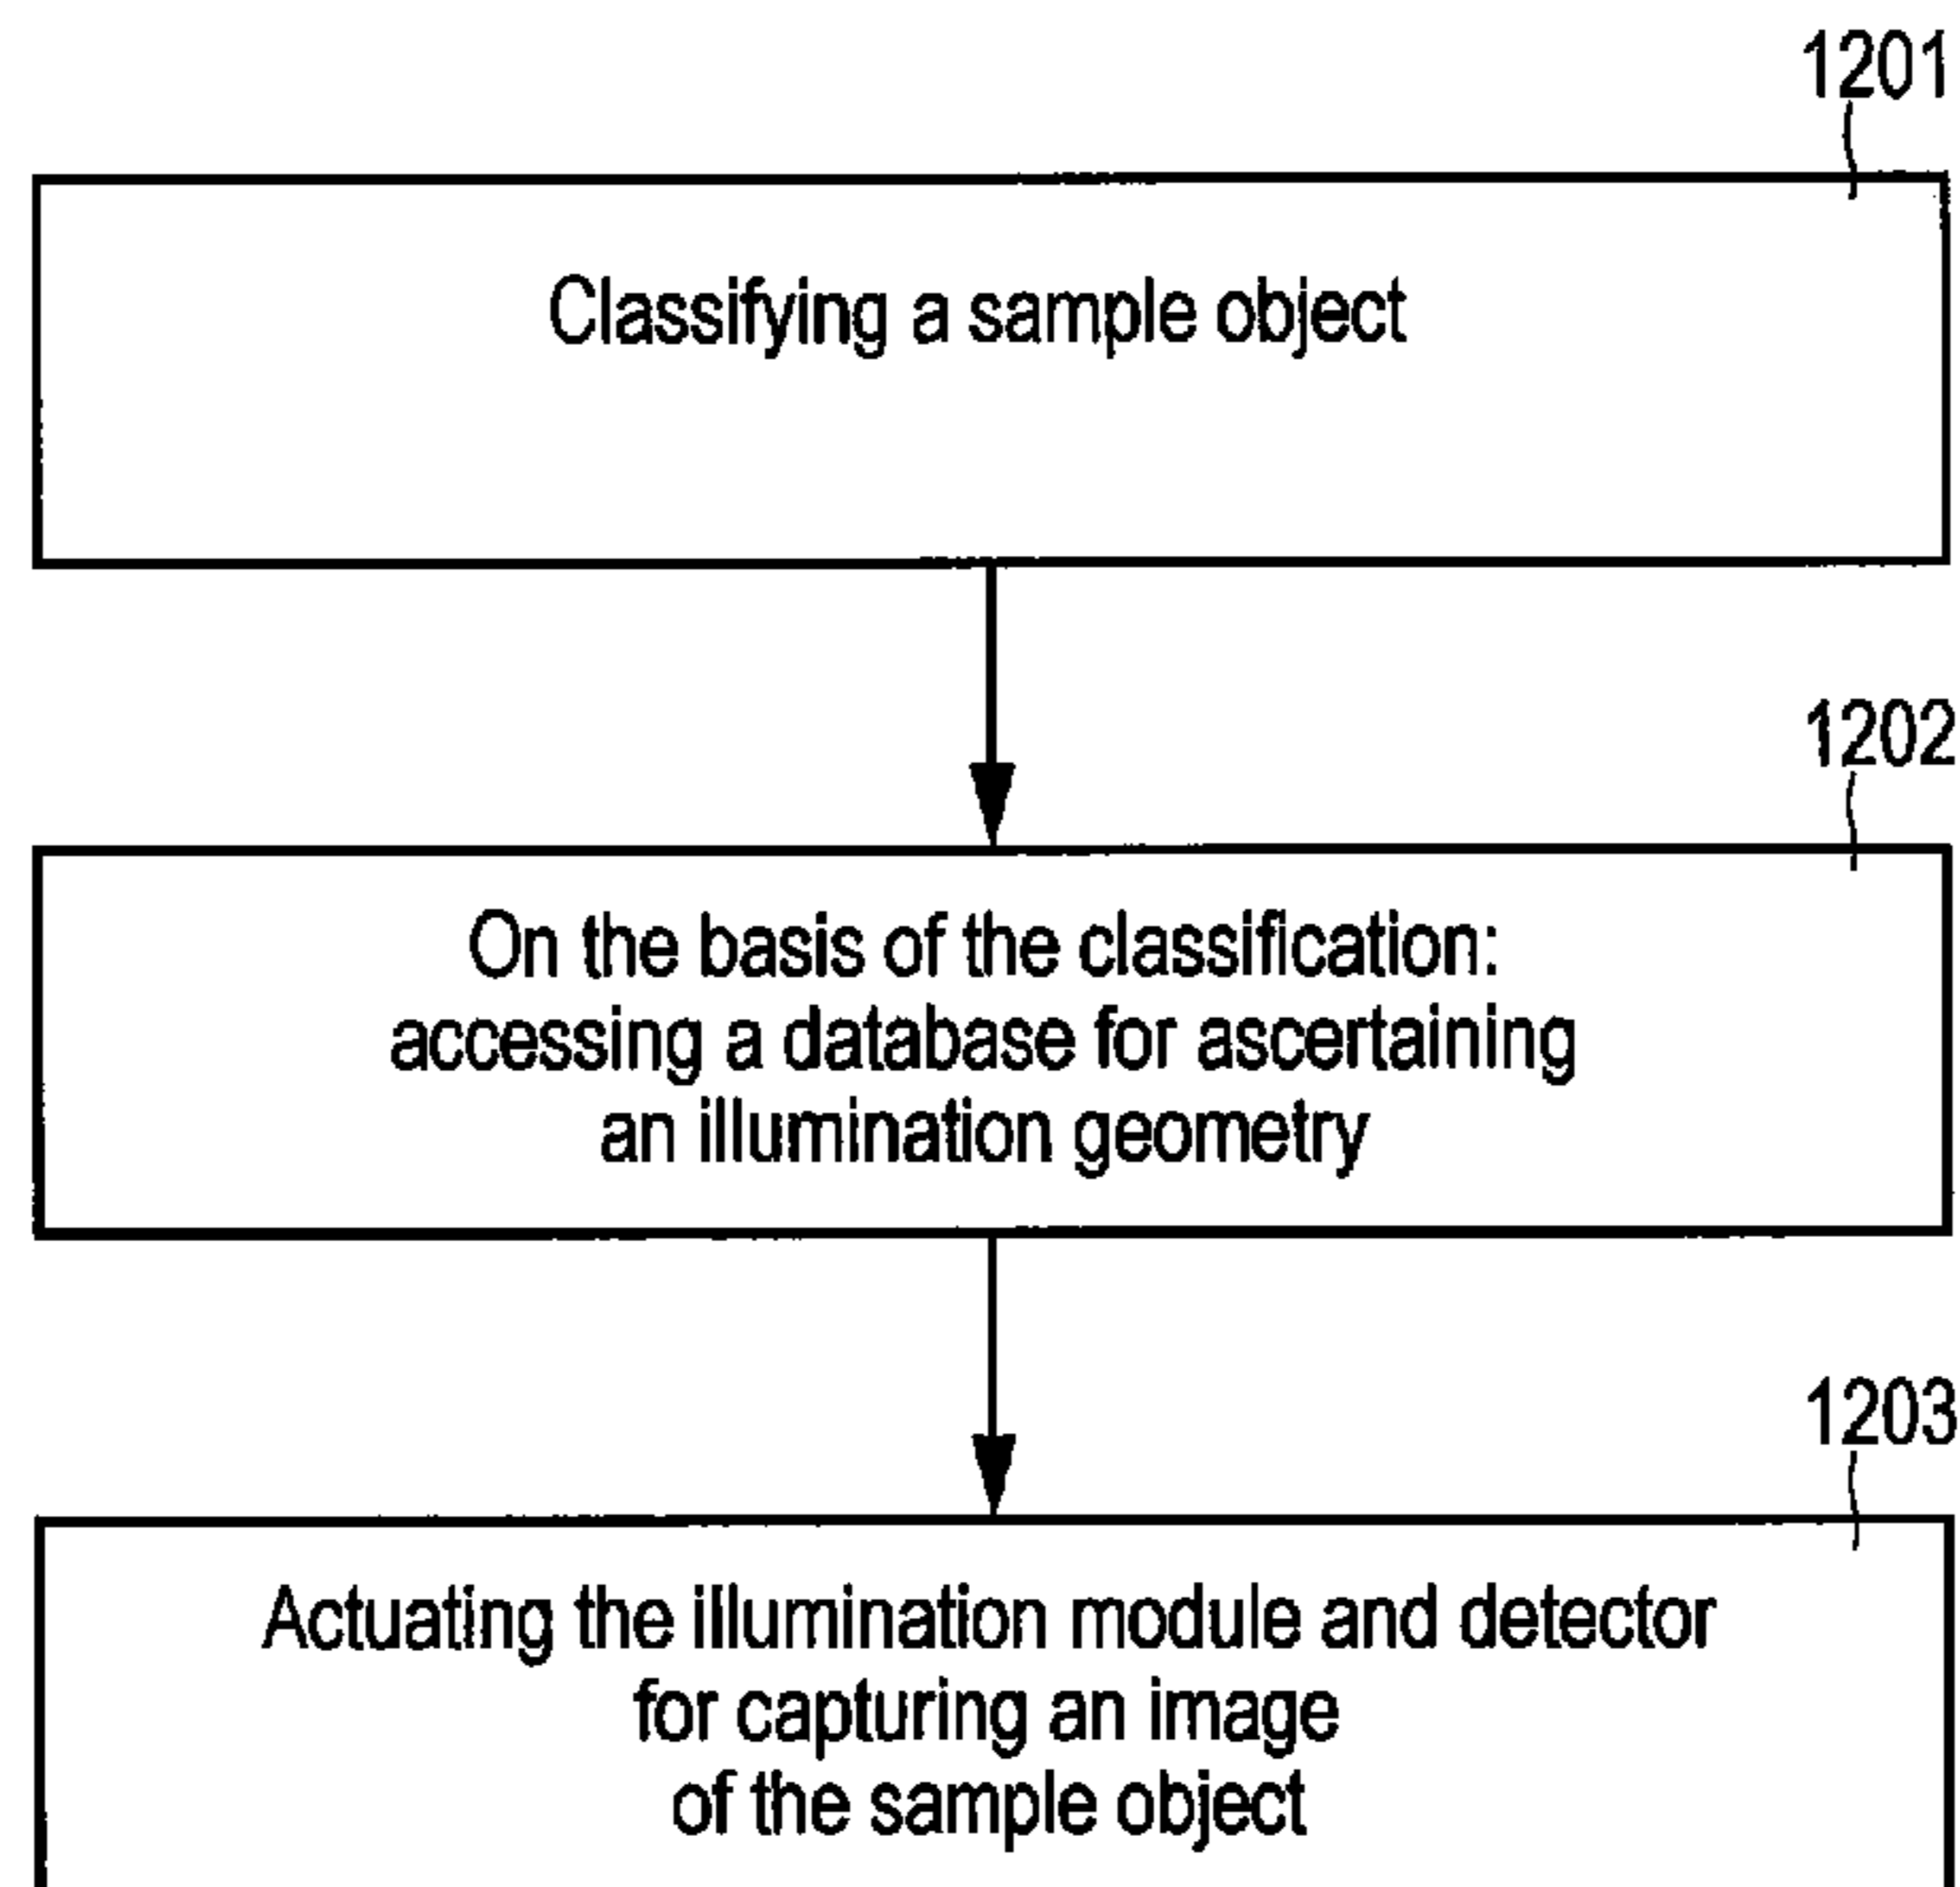 1201
Classifying a sample object
1202
On the basis of the classification:
accessing a database for ascertaining
an illumination geometry
1203
Actuating the illumination module and detector
for capturing an image
of the sample object